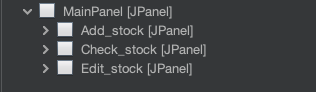 MainPanel [JPanel]
Add_stock [JPanel]
Check_stock [JPanel]
Edit_stock [JPanel]